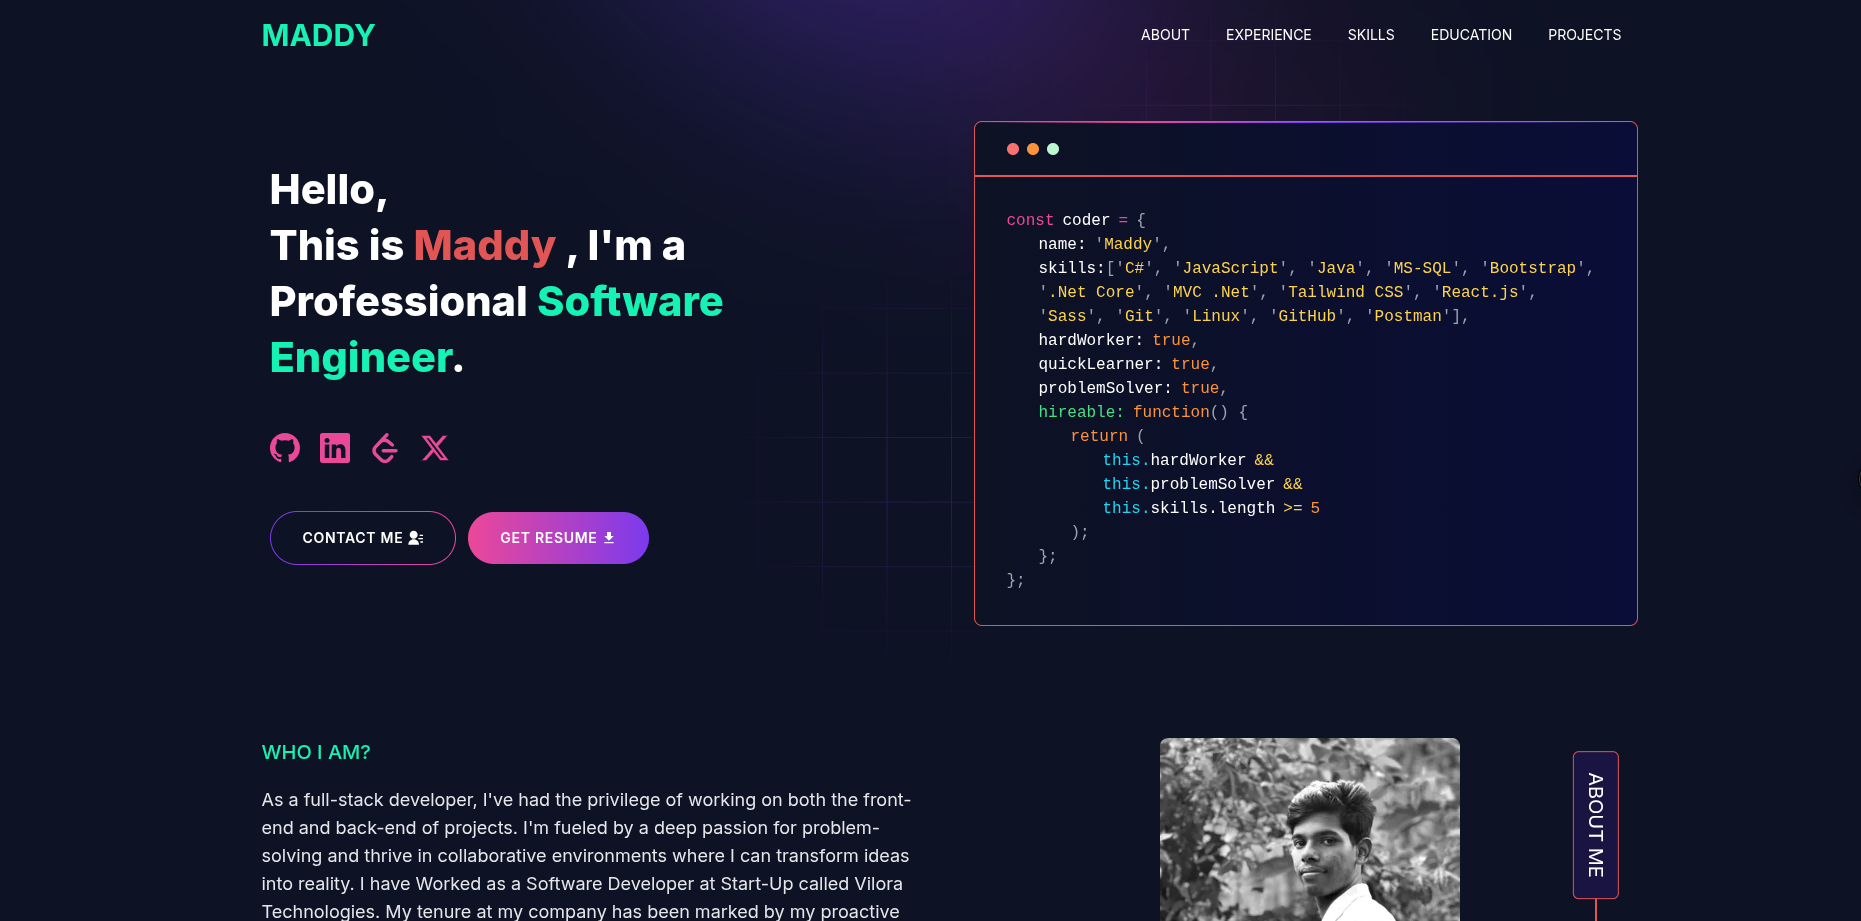 MADDY
ABOUT
EXPERIENCE
SKILLS
EDUCATION
PROJECTS
Hello,
This is Maddy , I'm a
Professional Software
Engineer.
CONTACT ME
GET RESUME
const coder = {
name: 'Maddy',
skills:['C#', 'JavaScript', 'Java', 'MS-SQL', 'Bootstrap',
'.Net Core', 'MVC .Net', 'Tailwind CSS', 'React.js',
'Sass', 'Git', 'Linux', 'GitHub', 'Postman'],
hardWorker: true,
quickLearner: true,
problemSolver: true,
hireable: function() {
return (
this.hardWorker &&
this.problemSolver &&
this.skills.length >= 5
);
};
};
WHO I AM?
As a full-stack developer, I've had the privilege of working on both the front-
end and back-end of projects. I'm fueled by a deep passion for problem-
solving and thrive in collaborative environments where I can transform ideas
into reality. I have Worked as a Software Developer at Start-Up called Vilora
Technologies. My tenure at my company has been marked by my proactive
ABOUT ME